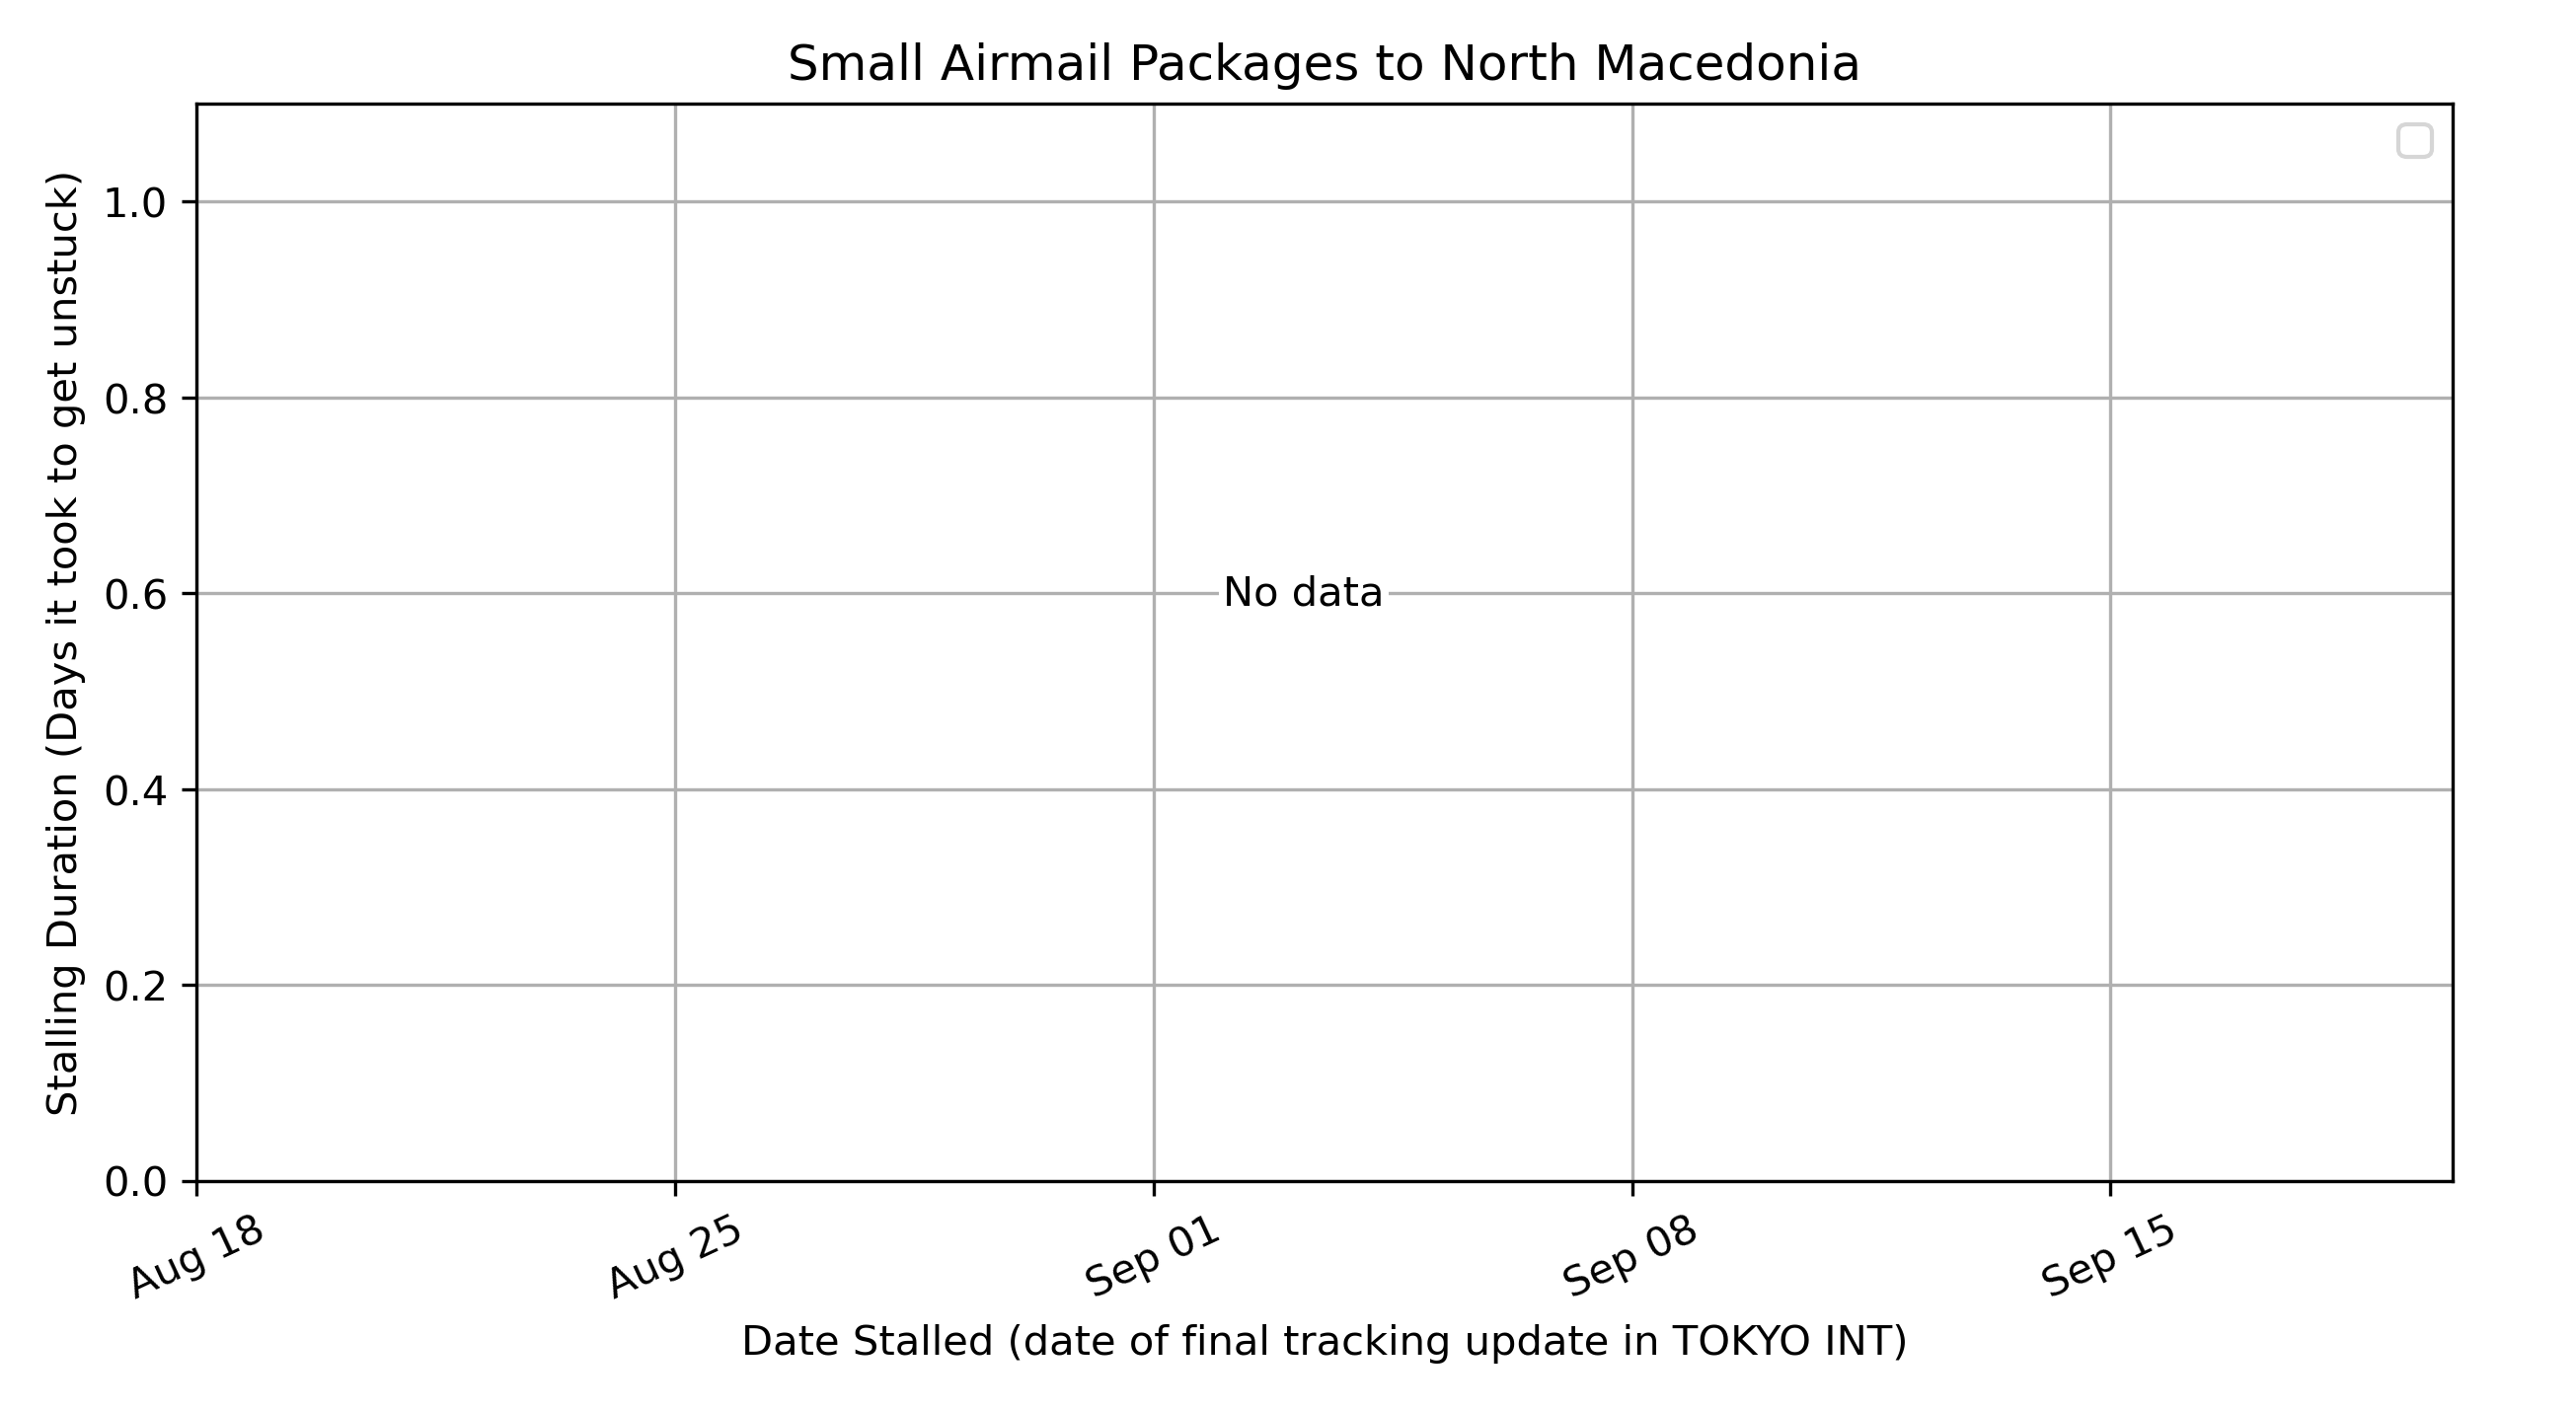 Small Airmail Packages to North Macedonia
Stalling Duration (Days it took to get unstuck)
1.0
0.8
0.6
0.4
0.2
0.0
No data
Aug 18
Aug 25
Sep 01
Sep 08
Sep 15
Date Stalled (date of final tracking update in TOKYO INT)